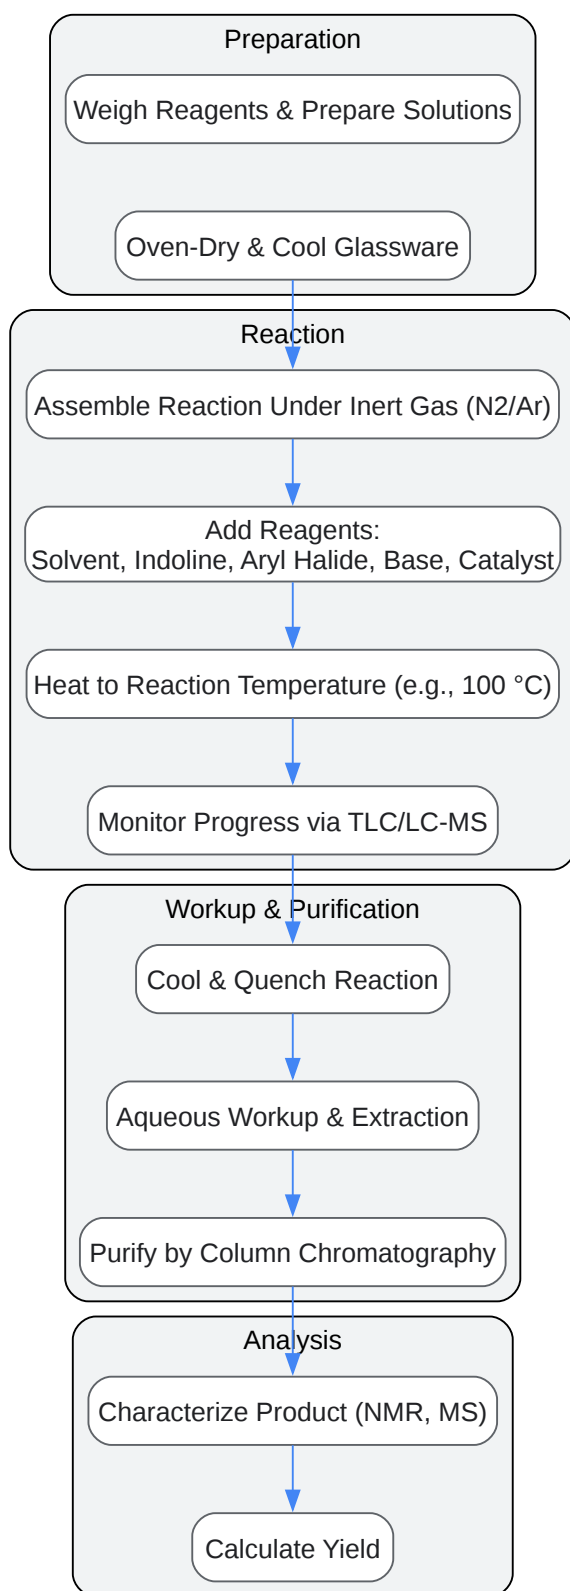 Preparation
Weigh Reagents & Prepare Solutions
Oven-Dry & Cool Glassware
Reaction
Assemble Reaction Under Inert Gas (N2/Ar)
Add Reagents:
Solvent, Indoline, Aryl Halide, Base, Catalyst
Heat to Reaction Temperature (e.g., 100 °C)
Monitor Progress via TLC/LC-MS
Workup & Purification
Cool & Quench Reaction
Aqueous Workup & Extraction
Purify by Column Chromatography
Analysis
Characterize Product (NMR, MS)
Calculate Yield